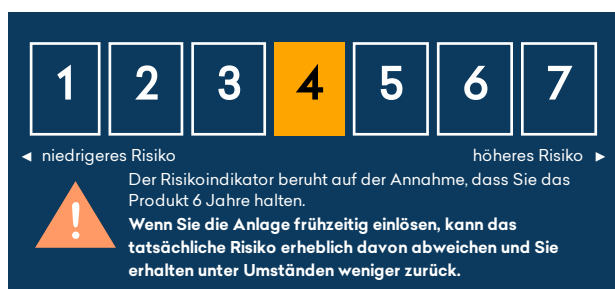 1 2 3 4 5 6 7
◄ niedrigeres Risiko höheres Risiko ►
Der Risikoindikator beruht auf der Annahme, dass Sie das
Produkt 6 Jahre halten.
Wenn Sie die Anlage frühzeitig einlösen, kann das
tatsächliche Risiko erheblich davon abweichen und Sie
erhalten unter Umständen weniger zurück.